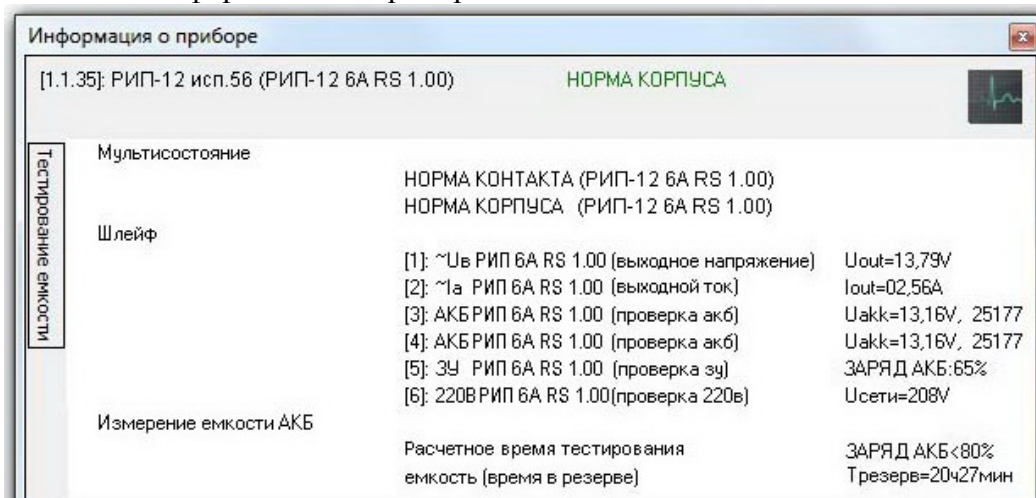 Информация о приборе
[1.1.35]: РИП-12 исп.56 (РИП-12 6А RS 1.00) НОРМА КОРПУСА
Тестирование емкости
Мультисостояние
НОРМА КОНТАКТА (РИП-12 6А RS 1.00)
НОРМА КОРПУСА (РИП-12 6А RS 1.00)
Шлейф
[1]: ~Uв РИП 6А RS 1.00 (выходное напряжение) Uout=13,79V
[2]: ~Ia РИП 6А RS 1.00 (выходной ток) Iout=02,56A
[3]: АКБ РИП 6А RS 1.00 (проверка акб) Uakk=13,16V, 25177
[4]: АКБ РИП 6А RS 1.00 (проверка акб) Uakk=13,16V, 25177
[5]: ЗУ РИП 6А RS 1.00 (проверка зу) ЗАРЯД АКБ:65%
[6]: 220В РИП 6А RS 1.00(проверка 220в) Uсети=208V
Измерение емкости АКБ
Расчетное время тестирования ЗАРЯД АКБ<80%
емкость (время в резерве) Трезерв=20ч27мин